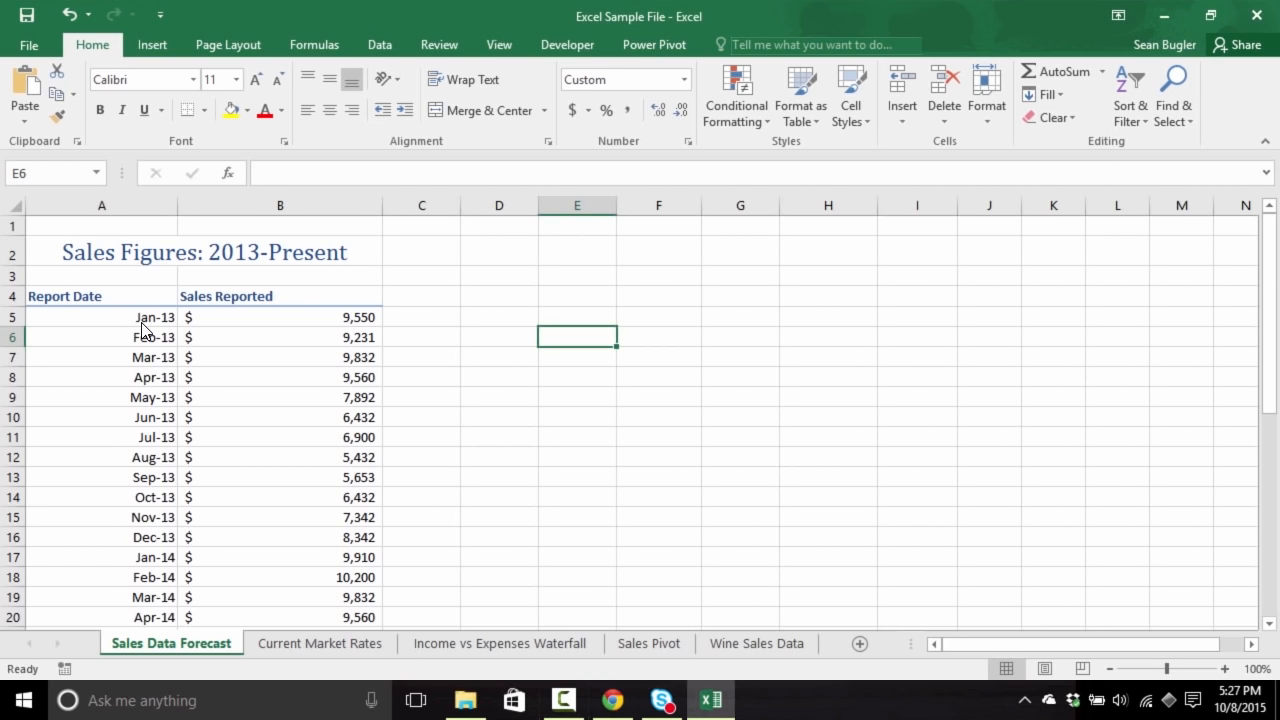 Excel Sample File - Excel
File Home Insert Page Layout Formulas Data Review View Developer Power Pivot Tell me what you want to do... Sean Bugler Share
Paste
Clipboard
Calibri 11
B I U
Font
Wrap Text
Merge & Center
Alignment
Custom
$ % ,
Number
Conditional Formatting
Format as Table
Cell Styles
Styles
Insert Delete Format
Cells
AutoSum
Fill
Clear
Sort & Filter
Find & Select
Editing
E6 fx
A B C D E F G H I J K L M N
1
2 Sales Figures: 2013-Present
3
4 Report Date Sales Reported
5 Jan-13 $ 9,550
6 Feb-13 $ 9,231
7 Mar-13 $ 9,832
8 Apr-13 $ 9,560
9 May-13 $ 7,892
10 Jun-13 $ 6,432
11 Jul-13 $ 6,900
12 Aug-13 $ 5,432
13 Sep-13 $ 5,653
14 Oct-13 $ 6,432
15 Nov-13 $ 7,342
16 Dec-13 $ 8,342
17 Jan-14 $ 9,910
18 Feb-14 $ 10,200
19 Mar-14 $ 9,832
20 Apr-14 $ 9,560
Sales Data Forecast Current Market Rates Income vs Expenses Waterfall Sales Pivot Wine Sales Data
Ready 100%
Ask me anything 5:27 PM
10/8/2015